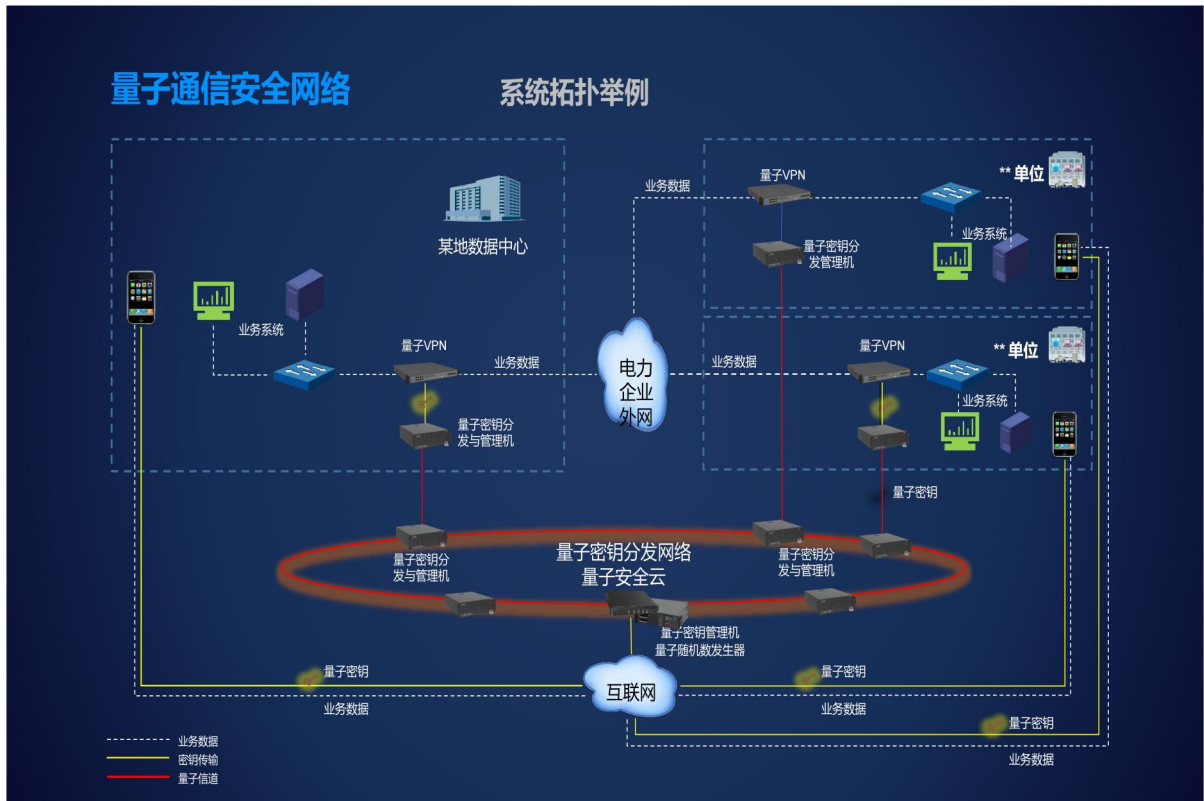 量子通信安全网络
系统拓扑举例
某地数据中心
业务系统
量子VPN
业务数据
量子密钥分
发与管理机
电力
企业
外网
业务数据
量子VPN
**单位
量子密钥分
发管理机
业务系统
业务数据
量子VPN
**单位
业务系统
量子密钥
量子密钥分
发与管理机
量子密钥分发网络
量子安全云
量子密钥分
发与管理机
量子密钥管理机
量子随机数发生器
互联网
量子密钥
业务数据
量子密钥
业务数据
量子密钥
业务数据
业务数据
密钥传输
量子信道